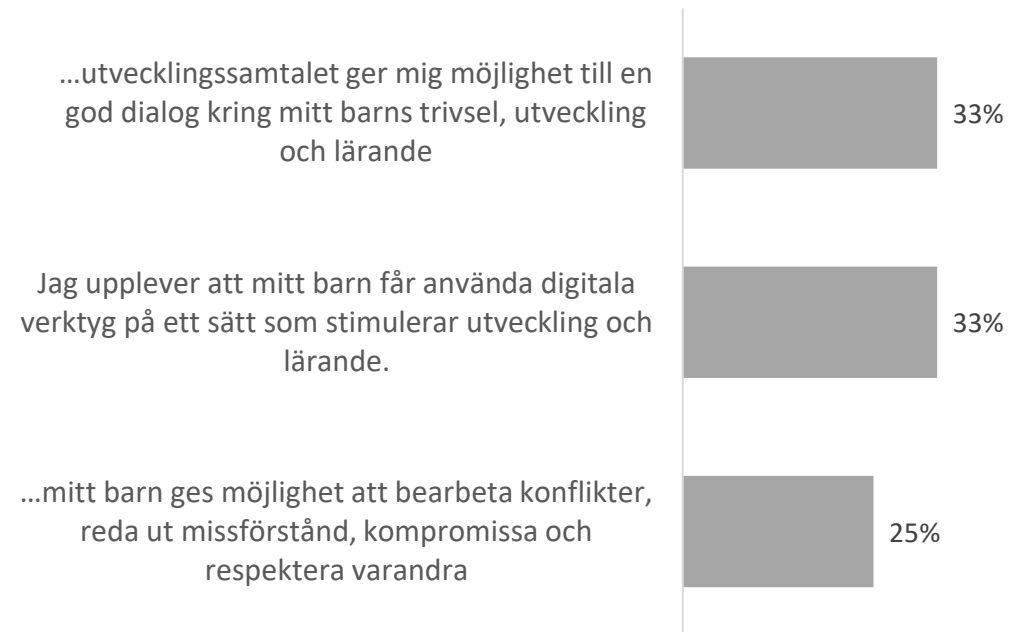 …utvecklingssamtalet ger mig möjlighet till en
god dialog kring mitt barns trivsel, utveckling
och lärande
33%
Jag upplever att mitt barn får använda digitala
verktyg på ett sätt som stimulerar utveckling och
lärande.
33%
…mitt barn ges möjlighet att bearbeta konflikter,
reda ut missförstånd, kompromissa och
respektera varandra
25%